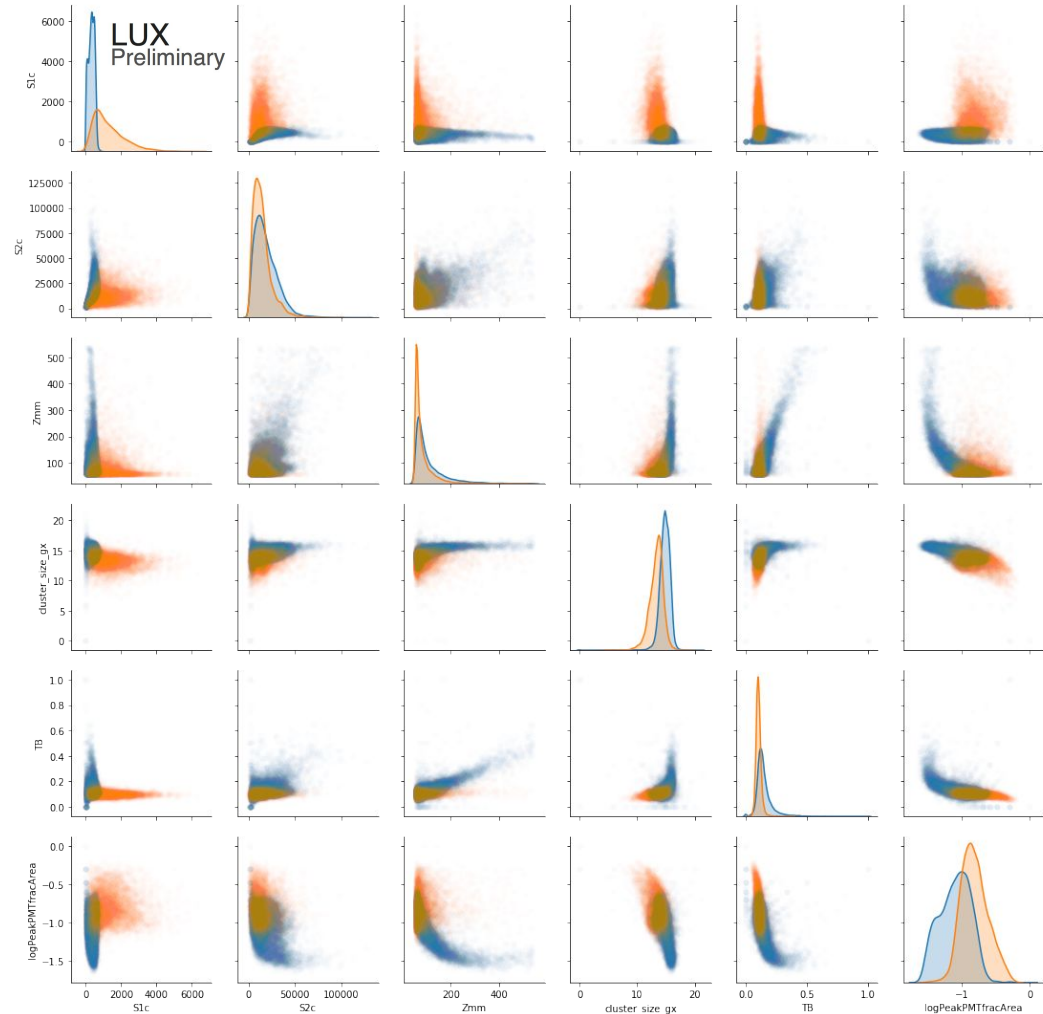 LUX
Preliminary
6000
4000
2000
0
S1c
125000
100000
75000
50000
25000
0
S2c
500
400
300
200
100
Zmm
20
15
10
5
0
cluster_size_gx
1.0
0.8
0.6
0.4
0.2
0.0
TB
0.0
−0.5
−1.0
−1.5
logPeakPMTfracArea
0 2000 4000 6000
S1c
0 50000 100000
S2c
200 400
Zmm
0 10 20
cluster_size_gx
0.0 0.5 1.0
TB
−1 0
logPeakPMTfracArea